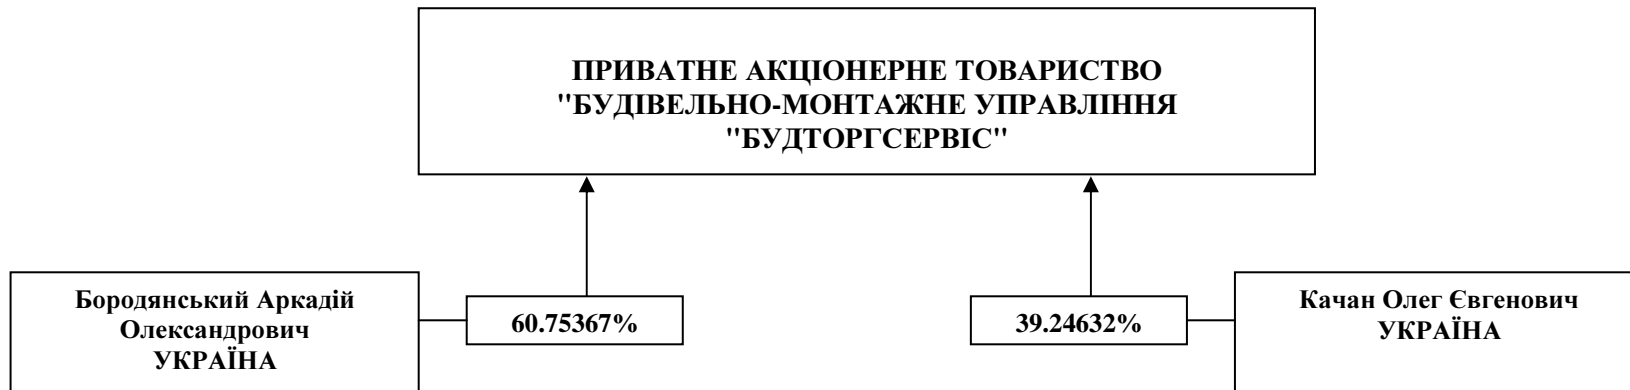 ПРИВАТНЕ АКЦІОНЕРНЕ ТОВАРИСТВО
"БУДІВЕЛЬНО-МОНТАЖНЕ УПРАВЛІННЯ
"БУДТОРГСЕРВІС"
Бородянський Аркадій
Олександрович
УКРАЇНА
60.75367%
39.24632%
Качан Олег Євгенович
УКРАЇНА